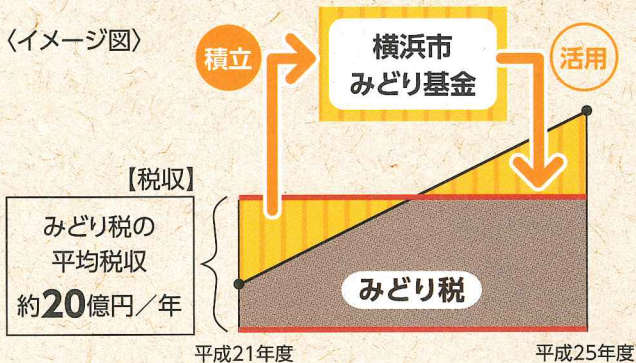 〈イメージ図〉
積立
横浜市
みどり基金
活用
【税収】
みどり税の
平均税収
約20億円／年
みどり税
平成21年度
平成25年度